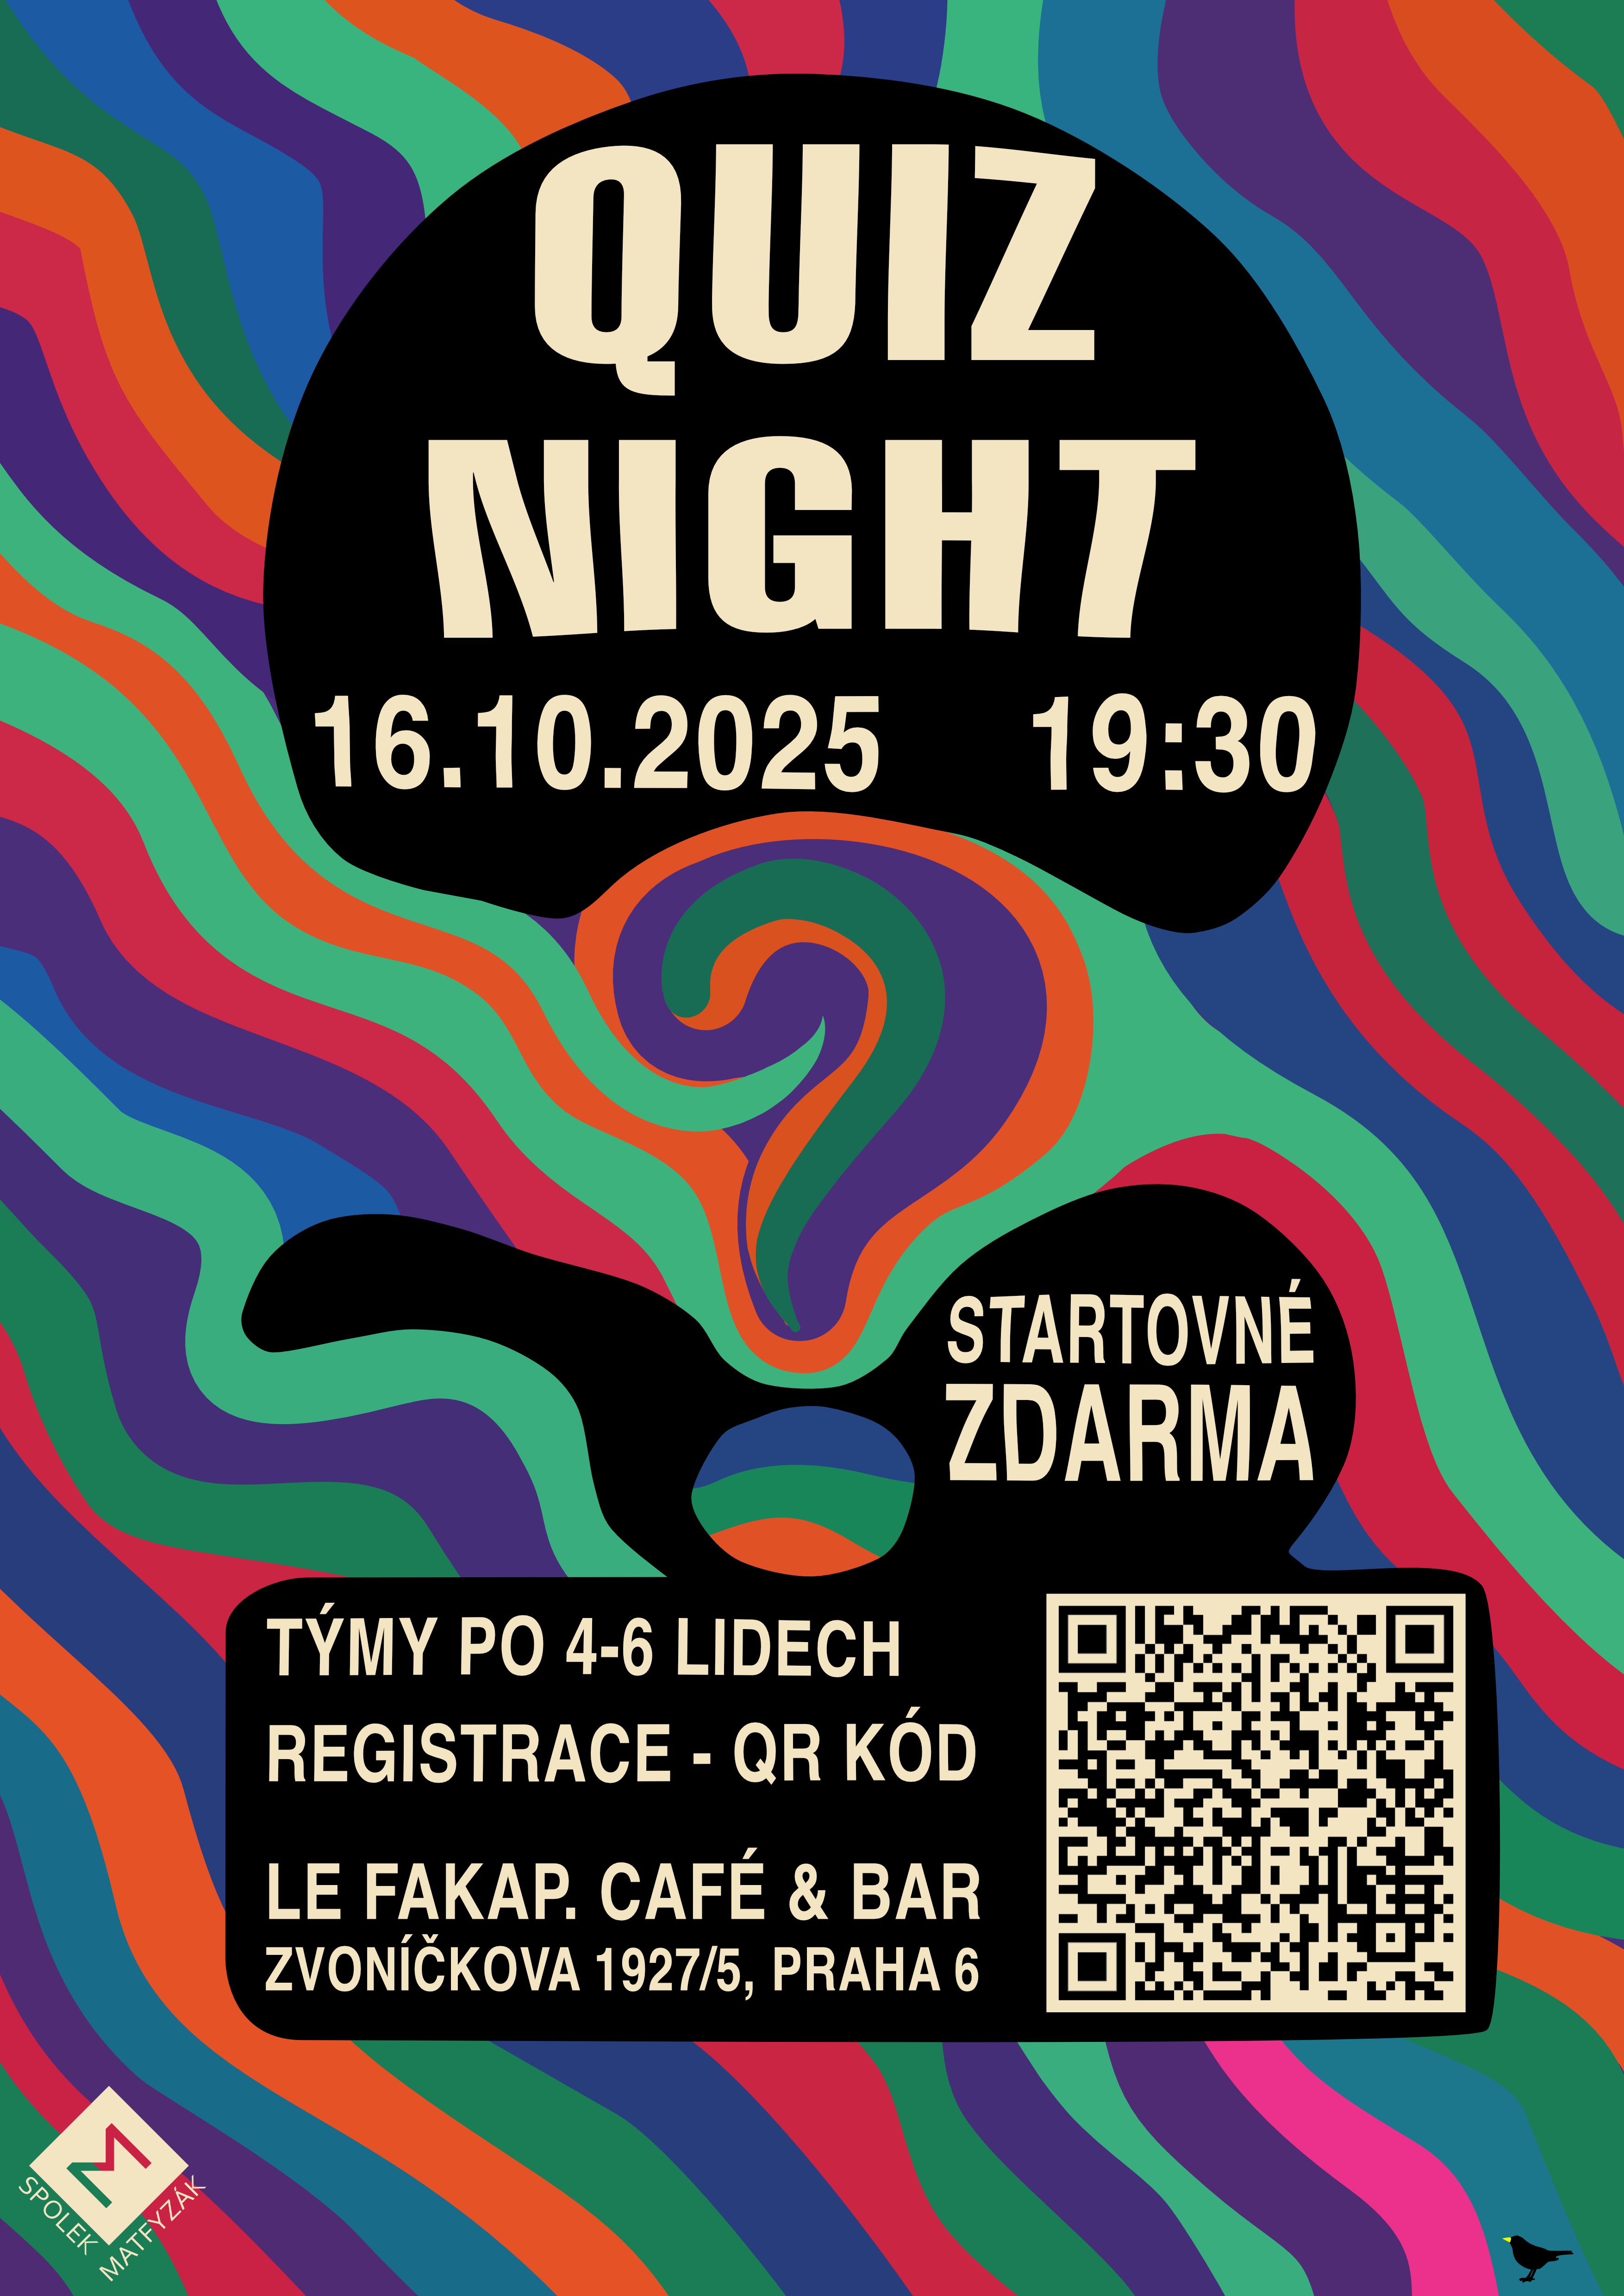 QUIZ
NIGHT
16.10.2025 19:30
STARTOVNÉ
ZDARMA
TÝMY PO 4-6 LIDECH
REGISTRACE - QR KÓD
LE FAKAP. CAFÉ & BAR
ZVONÍČKOVA 1927/5, PRAHA 6
SPOLEK
MATFYZÁK